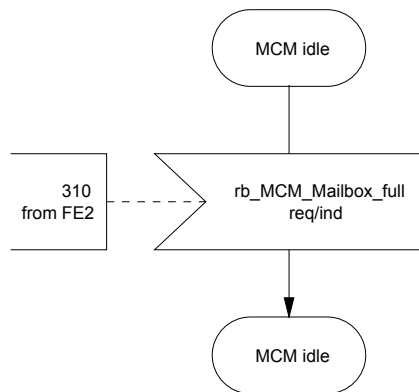 MCM idle
310
from FE2
rb_MCM_Mailbox_full
req/ind
MCM idle